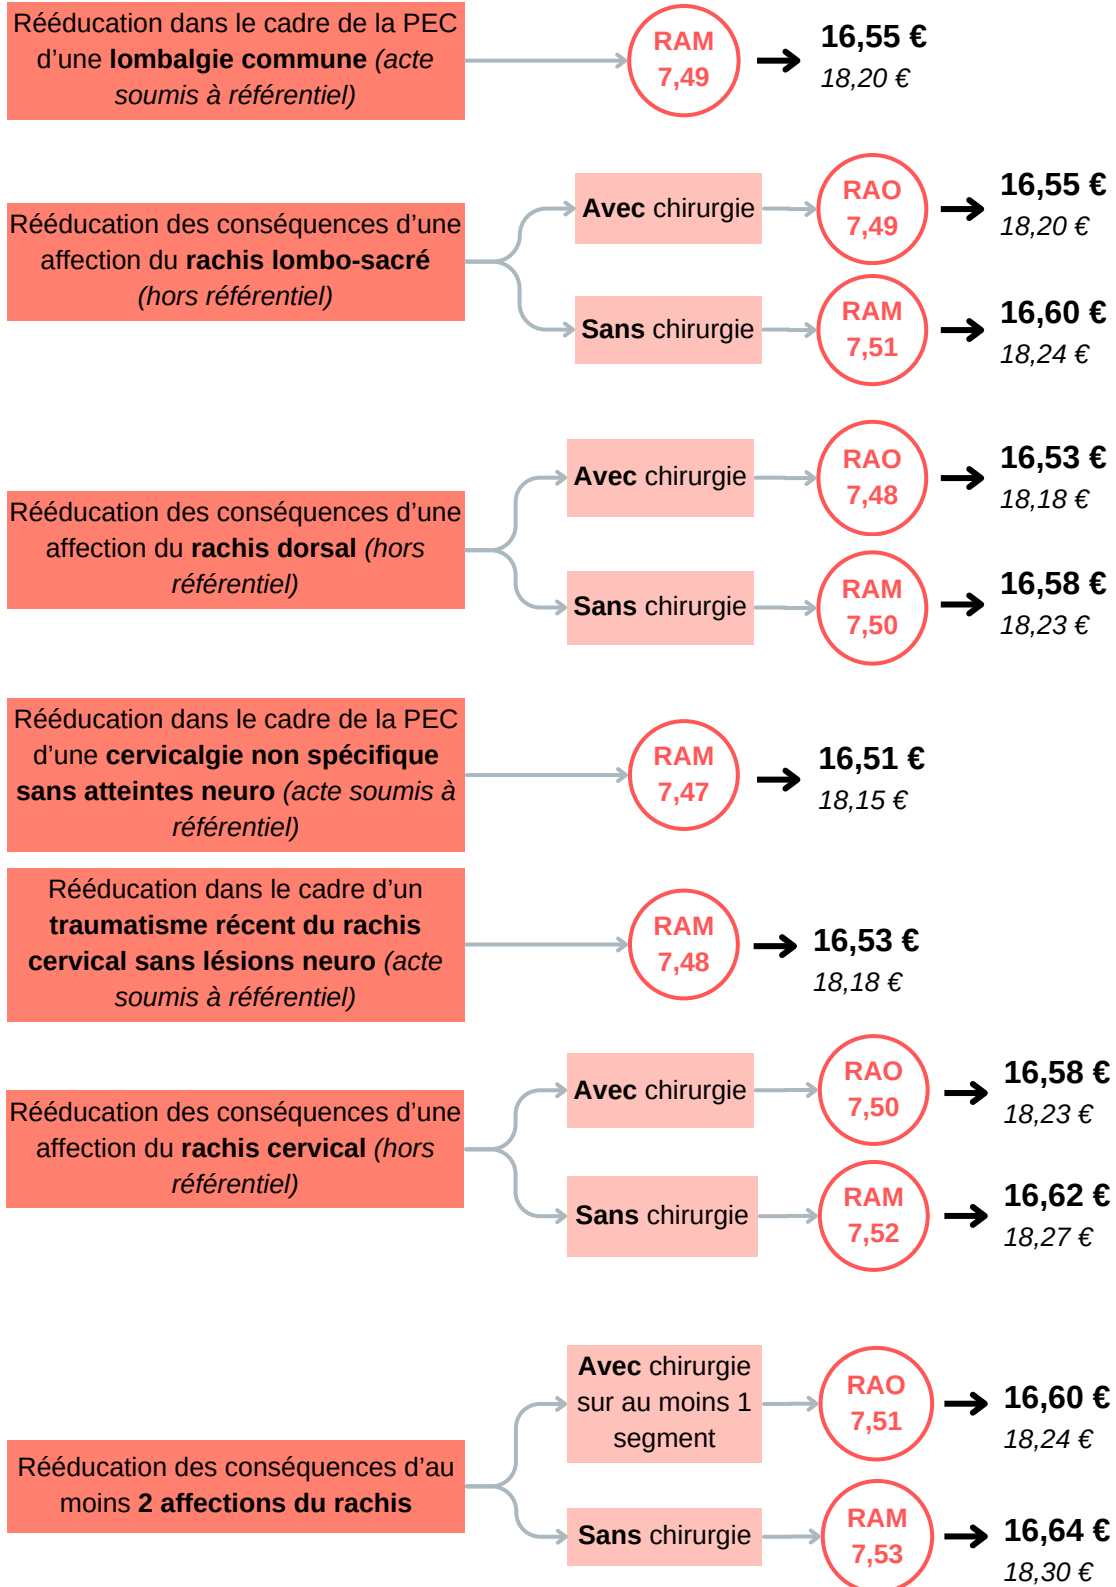 Rééducation dans le cadre de la PEC
d’une lombalgie commune (acte
soumis à référentiel)
RAM
7,49
16,55 €
18,20 €
Rééducation des conséquences d’une
affection du rachis lombo-sacré
(hors référentiel)
Avec chirurgie
RAO
7,49
16,55 €
18,20 €
Sans chirurgie
RAM
7,51
16,60 €
18,24 €
Rééducation des conséquences d’une
affection du rachis dorsal (hors
référentiel)
Avec chirurgie
RAO
7,48
16,53 €
18,18 €
Sans chirurgie
RAM
7,50
16,58 €
18,23 €
Rééducation dans le cadre de la PEC
d’une cervicalgie non spécifique
sans atteintes neuro (acte soumis à
référentiel)
RAM
7,47
16,51 €
18,15 €
Rééducation dans le cadre d’un
traumatisme récent du rachis
cervical sans lésions neuro (acte
soumis à référentiel)
RAM
7,48
16,53 €
18,18 €
Rééducation des conséquences d’une
affection du rachis cervical (hors
référentiel)
Avec chirurgie
RAO
7,50
16,58 €
18,23 €
Sans chirurgie
RAM
7,52
16,62 €
18,27 €
Rééducation des conséquences d’au
moins 2 affections du rachis
Avec chirurgie
sur au moins 1
segment
RAO
7,51
16,60 €
18,24 €
Sans chirurgie
RAM
7,53
16,64 €
18,30 €